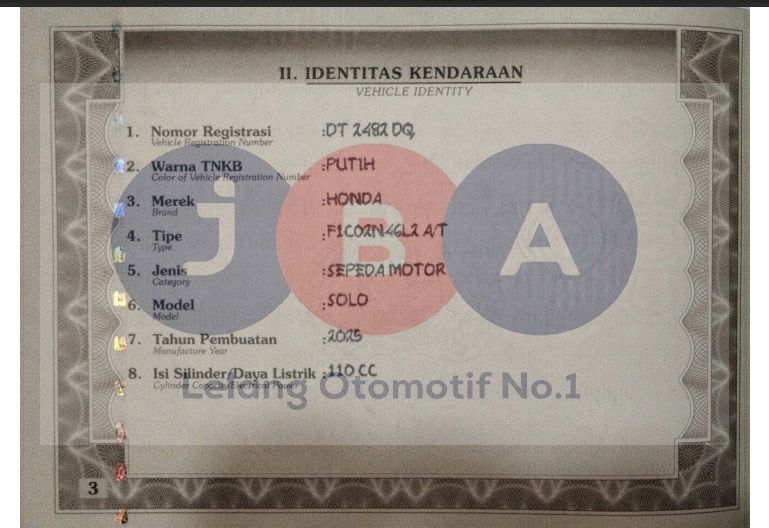 II. IDENTITAS KENDARAAN
VEHICLE IDENTITY
1. Nomor Registrasi :DT 2482 DQ
Vehicle Registration Number
2. Warna TNKB :PUTIH
Color of Vehicle Registration Number
3. Merek :HONDA
Brand
4. Tipe :F1C02N46L2 A/T
Type
5. Jenis :SEPEDA MOTOR
Category
6. Model :SOLO
Model
7. Tahun Pembuatan :2025
Manufacture Year
8. Isi Silinder/Daya Listrik :110 CC
Cylinder Capacity/Electrical Power
JBA
Lelang Otomotif No.1
3